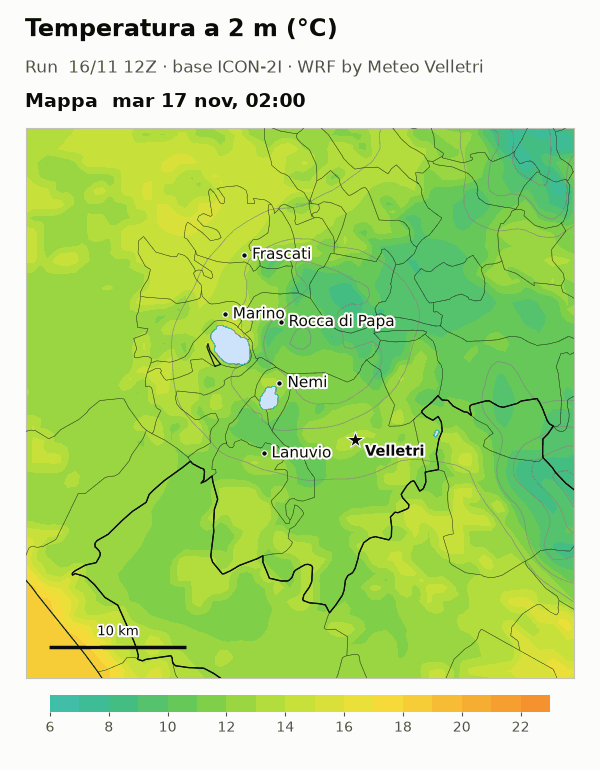 Temperatura a 2 m (°C)
Run  16/11 12Z · base ICON-2I · WRF by Meteo Velletri
Mappa  mar 17 nov, 02:00
Frascati
Marino
Rocca di Papa
Nemi
Velletri
Lanuvio
10 km
6 8 10 12 14 16 18 20 22